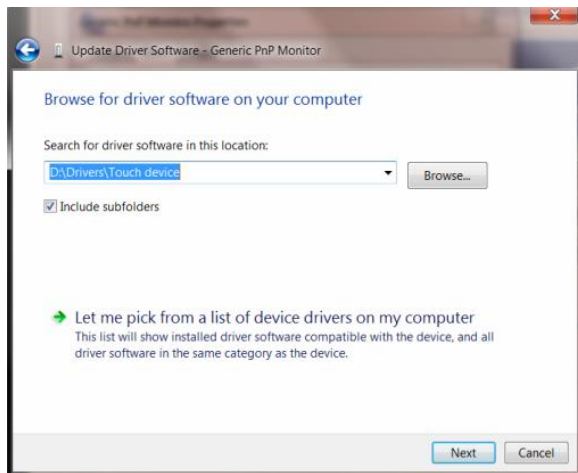 Update Driver Software - Generic PnP Monitor
Browse for driver software on your computer
Search for driver software in this location:
D:\Drivers\Touch device
Browse...
Include subfolders
Let me pick from a list of device drivers on my computer
This list will show installed driver software compatible with the device, and all
driver software in the same category as the device.
Next
Cancel